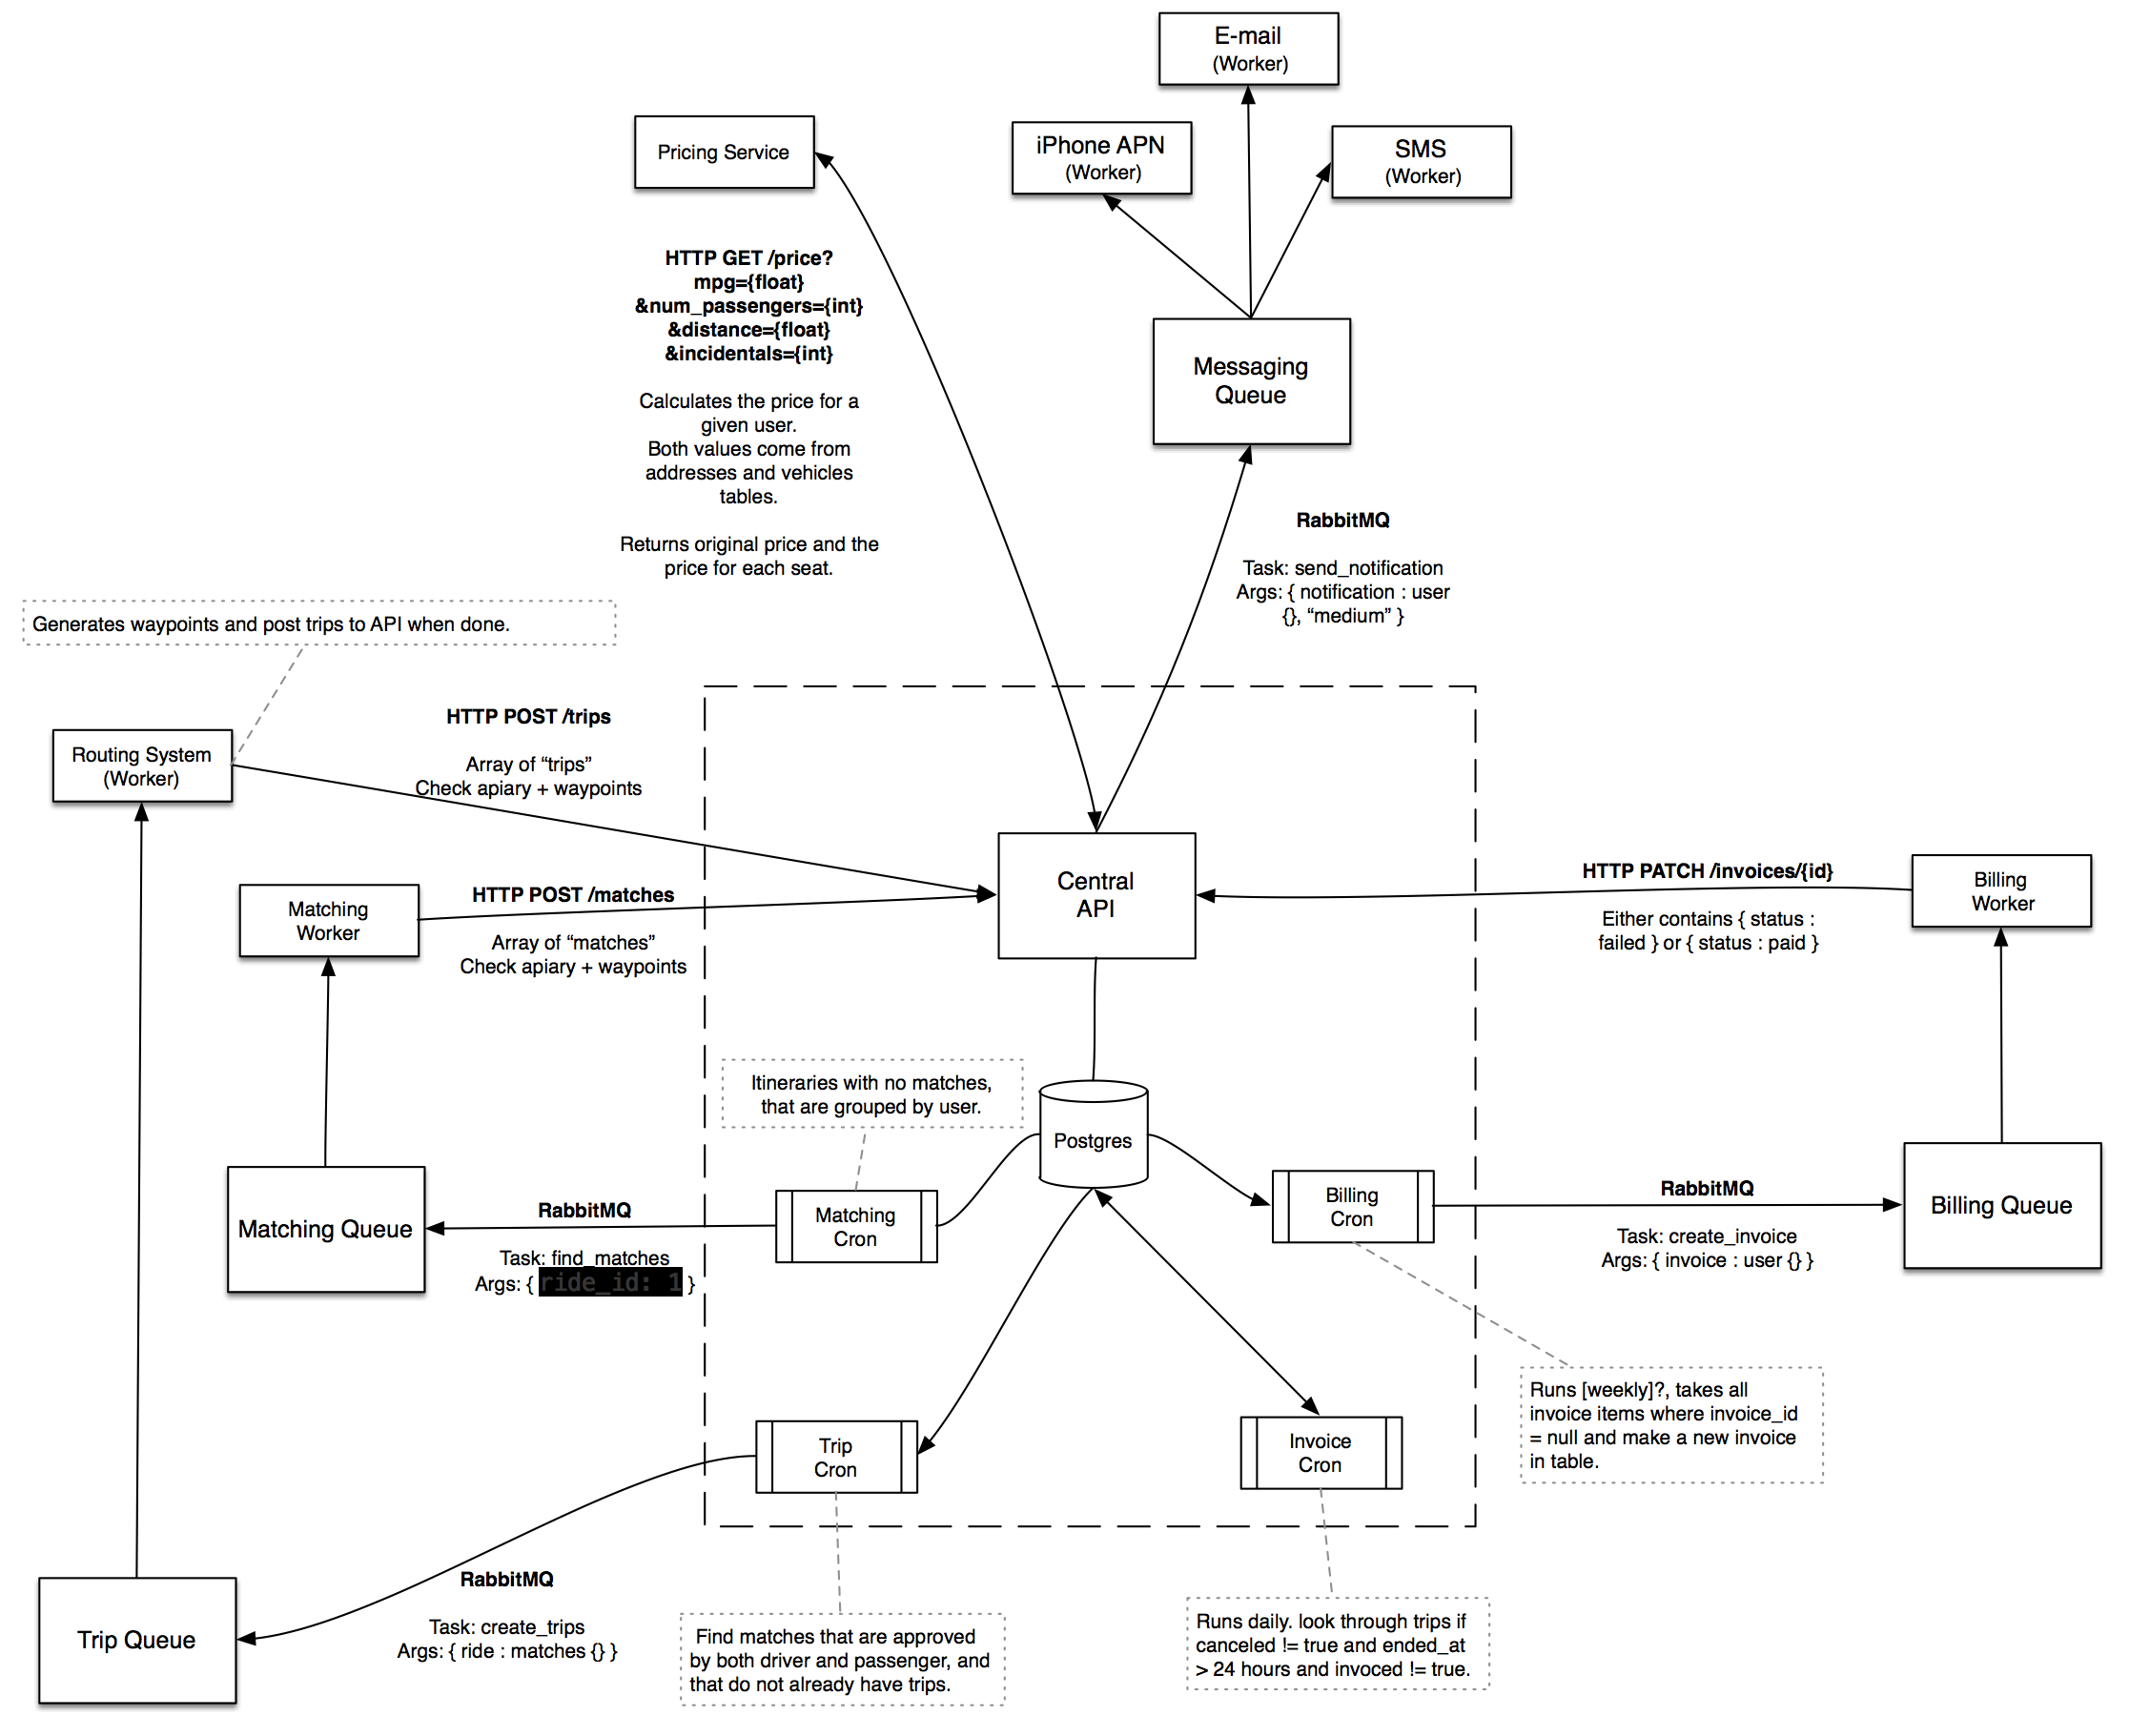 E-mail
(Worker)
Pricing Service
iPhone APN
(Worker)
SMS
(Worker)
HTTP GET /price?
mpg={float}
&num_passengers={int}
&distance={float}
&incidentals={int}
Calculates the price for a
given user.
Both values come from
addresses and vehicles
tables.
Returns original price and the
price for each seat.
Messaging
Queue
RabbitMQ
Task: send_notification
Args: { notification : user
{}, “medium” }
Generates waypoints and post trips to API when done.
Routing System
(Worker)
HTTP POST /trips
Array of “trips”
Check apiary + waypoints
Matching
Worker
HTTP POST /matches
Array of “matches”
Check apiary + waypoints
Central
API
HTTP PATCH /invoices/{id}
Either contains { status :
failed } or { status : paid }
Billing
Worker
Itineraries with no matches,
that are grouped by user.
Postgres
Matching Queue
RabbitMQ
Task: find_matches
Args: { ride_id: 1 }
Matching
Cron
Billing
Cron
RabbitMQ
Task: create_invoice
Args: { invoice : user {} }
Billing Queue
Runs [weekly]?, takes all
invoice items where invoice_id
= null and make a new invoice
in table.
Trip
Cron
Invoice
Cron
Trip Queue
RabbitMQ
Task: create_trips
Args: { ride : matches {} }
Find matches that are approved
by both driver and passenger, and
that do not already have trips.
Runs daily. look through trips if
canceled != true and ended_at
> 24 hours and invoced != true.